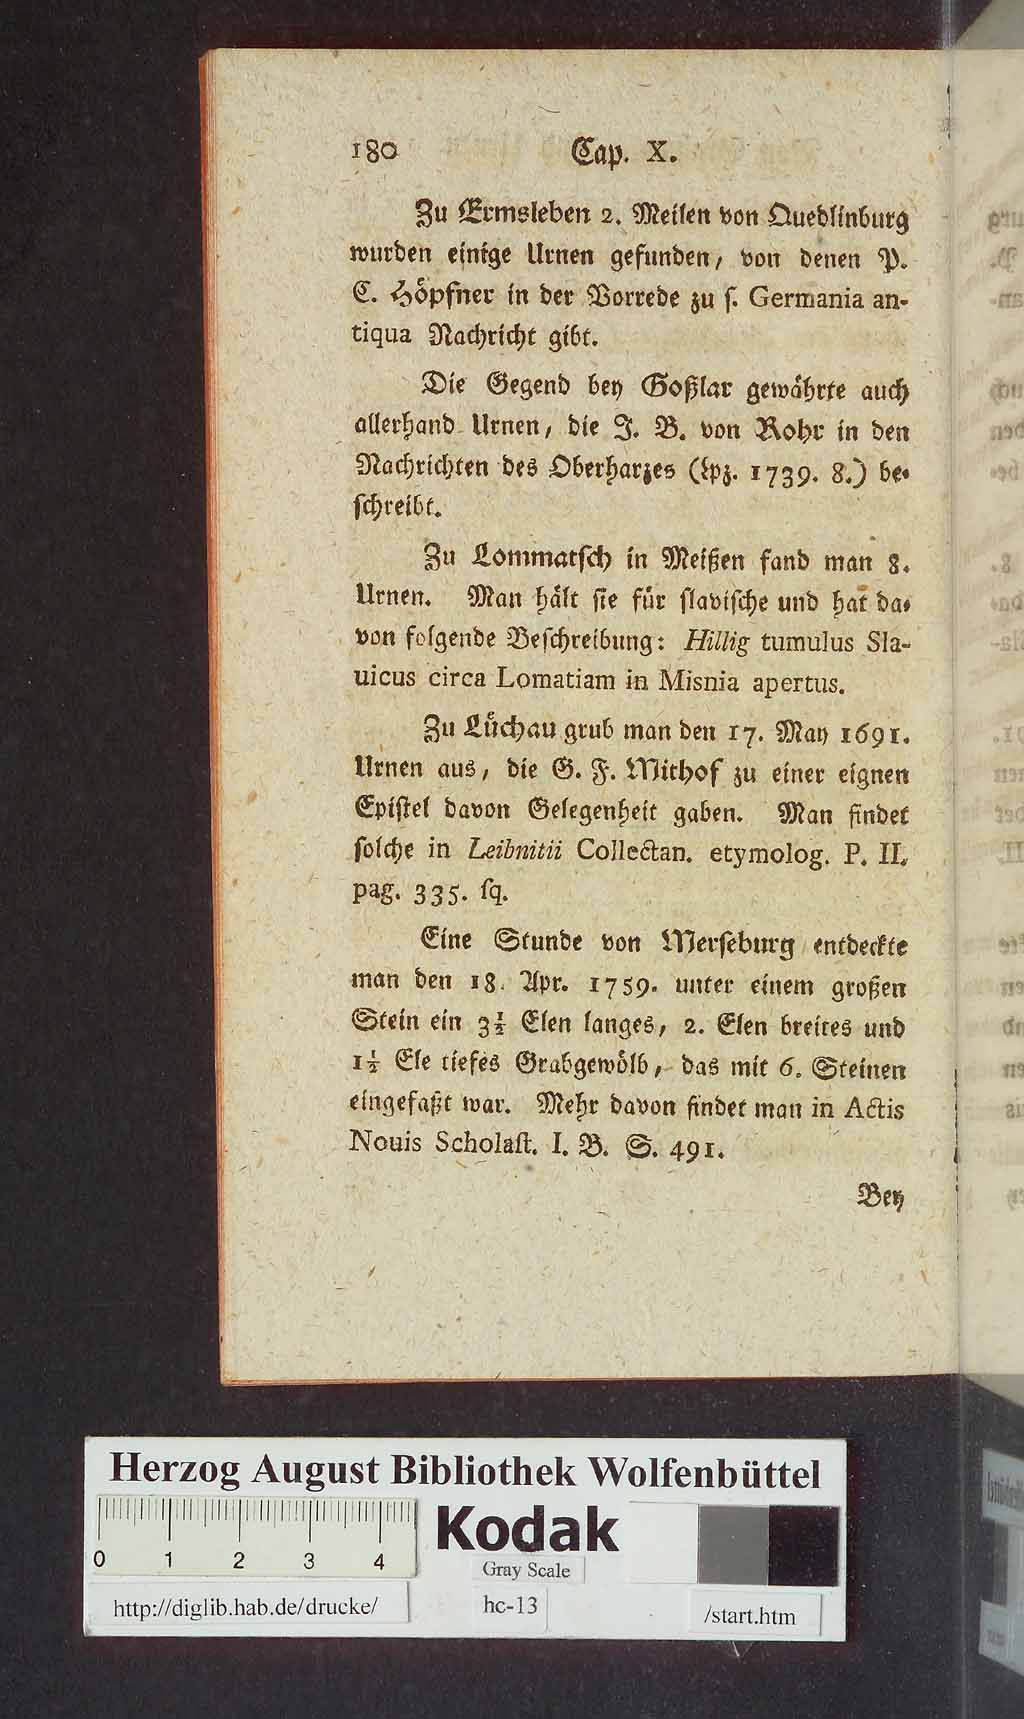 180 Cap. X.
Zu Ermsleben 2. Meilen von Quedlinburg
wurden einige Urnen gefunden, von denen P.
C. Höpfner in der Vorrede zu ſ. Germania an-
tiqua Nachricht gibt.
Die Gegend bey Goßlar gewährte auch
allerhand Urnen, die J. B. von Rohr in den
Nachrichten des Oberharzes (Lpz. 1739. 8.) be-
ſchreibt.
Zu Lommatſch in Meißen fand man 8.
Urnen. Man hält ſie für ſlaviſche und hat da-
von folgende Beſchreibung: Hillig tumulus Sla-
uicus circa Lomatiam in Misnia apertus.
Zu Lüchau grub man den 17. May 1691.
Urnen aus, die G. F. Mithof zu einer eignen
Epiſtel davon Gelegenheit gaben. Man findet
ſolche in Leibnitii Collectan. etymolog. P. II.
pag. 335. ſq.
Eine Stunde von Merſeburg entdeckte
man den 18. Apr. 1759. unter einem großen
Stein ein 3½ Elen langes, 2. Elen breites und
1½ Ele tiefes Grabgewölb, das mit 6. Steinen
eingefaßt war. Mehr davon findet man in Actis
Nouis Scholaſt. I. B. S. 491.
Bey
Herzog August Bibliothek Wolfenbüttel
0 1 2 3 4
Kodak
Gray Scale
http://diglib.hab.de/drucke/ hc-13 /start.htm